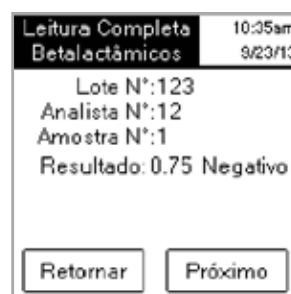 Leitura Completa 10:35am
Betalactâmicos 9/23/13
Lote N°:123
Analista N°:12
Amostra N°:1
Resultado: 0.75 Negativo
Retornar Próximo